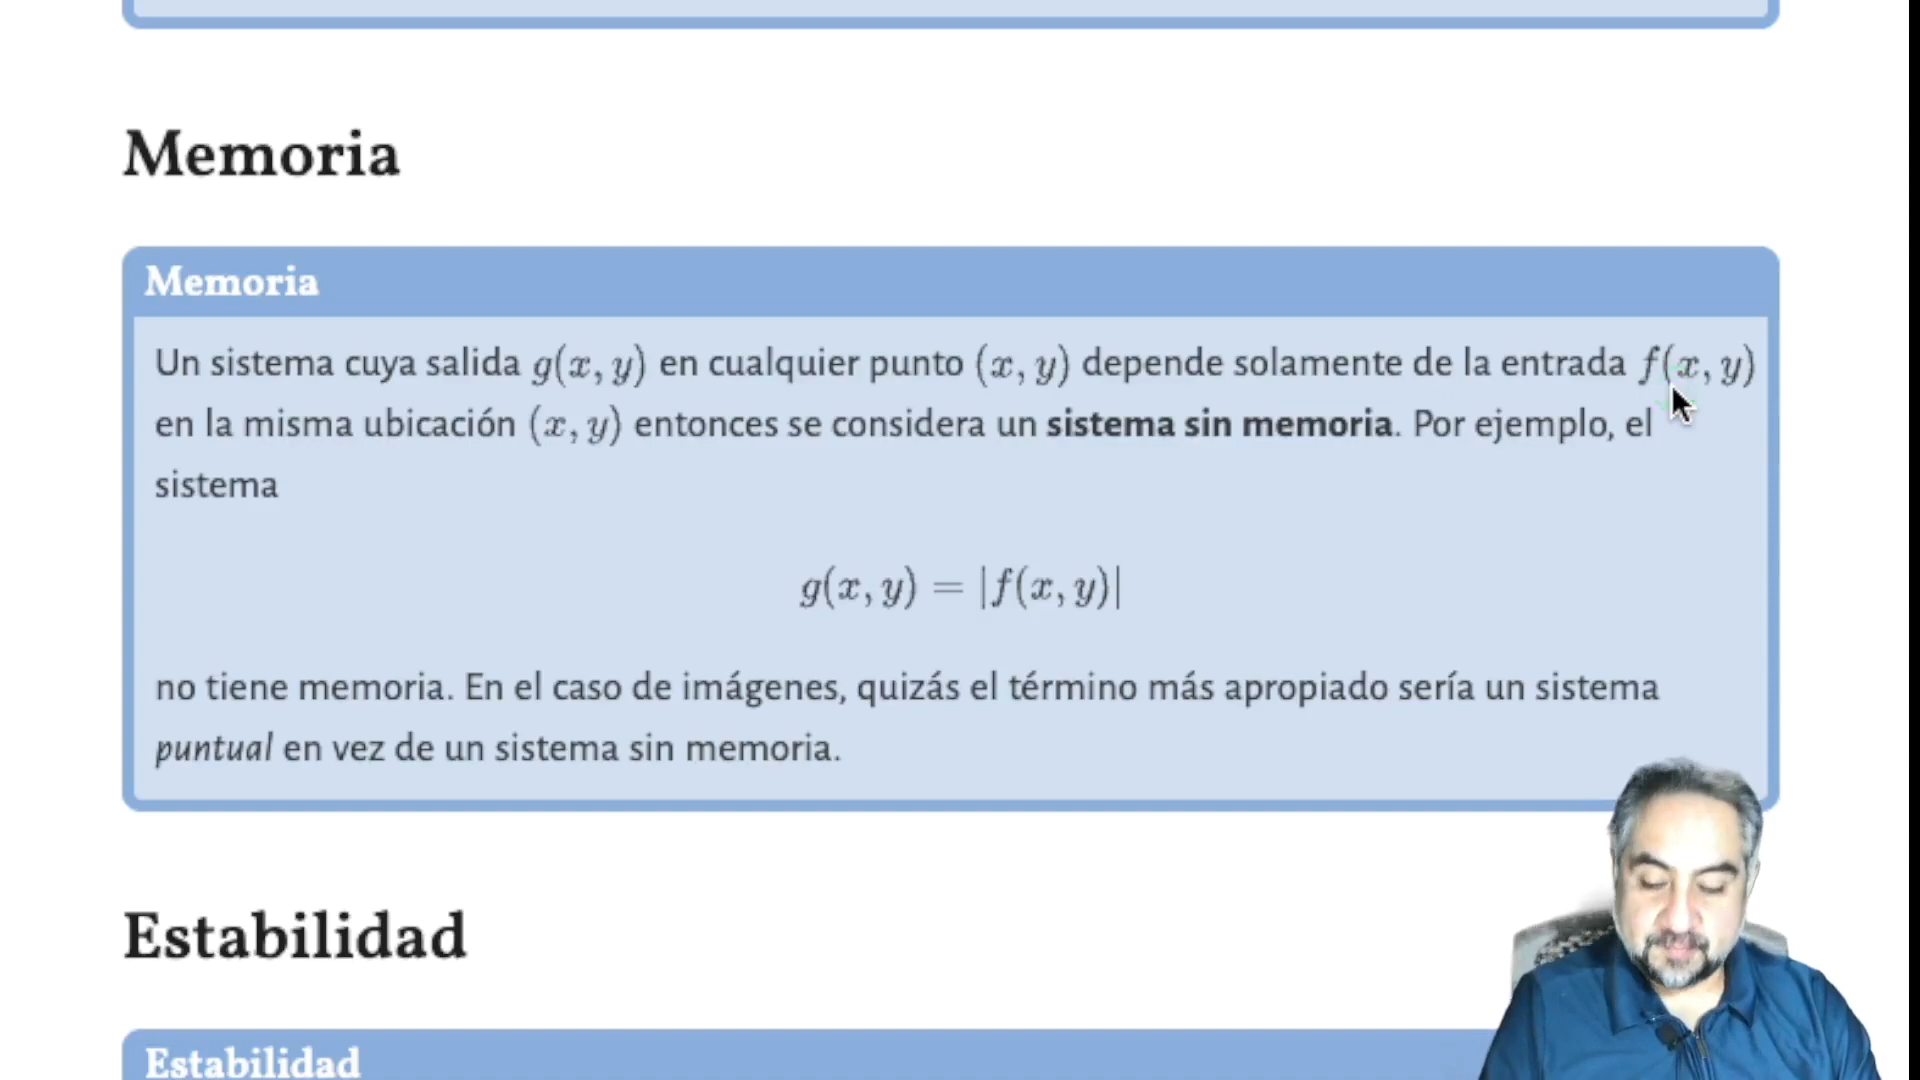 Memoria
Memoria
Un sistema cuya salida g(x, y) en cualquier punto (x, y) depende solamente de la entrada f(x, y)
en la misma ubicación (x, y) entonces se considera un sistema sin memoria. Por ejemplo, el
sistema
g(x, y) = |f(x, y)|
no tiene memoria. En el caso de imágenes, quizás el término más apropiado sería un sistema
puntual en vez de un sistema sin memoria.
Estabilidad
Estabilidad